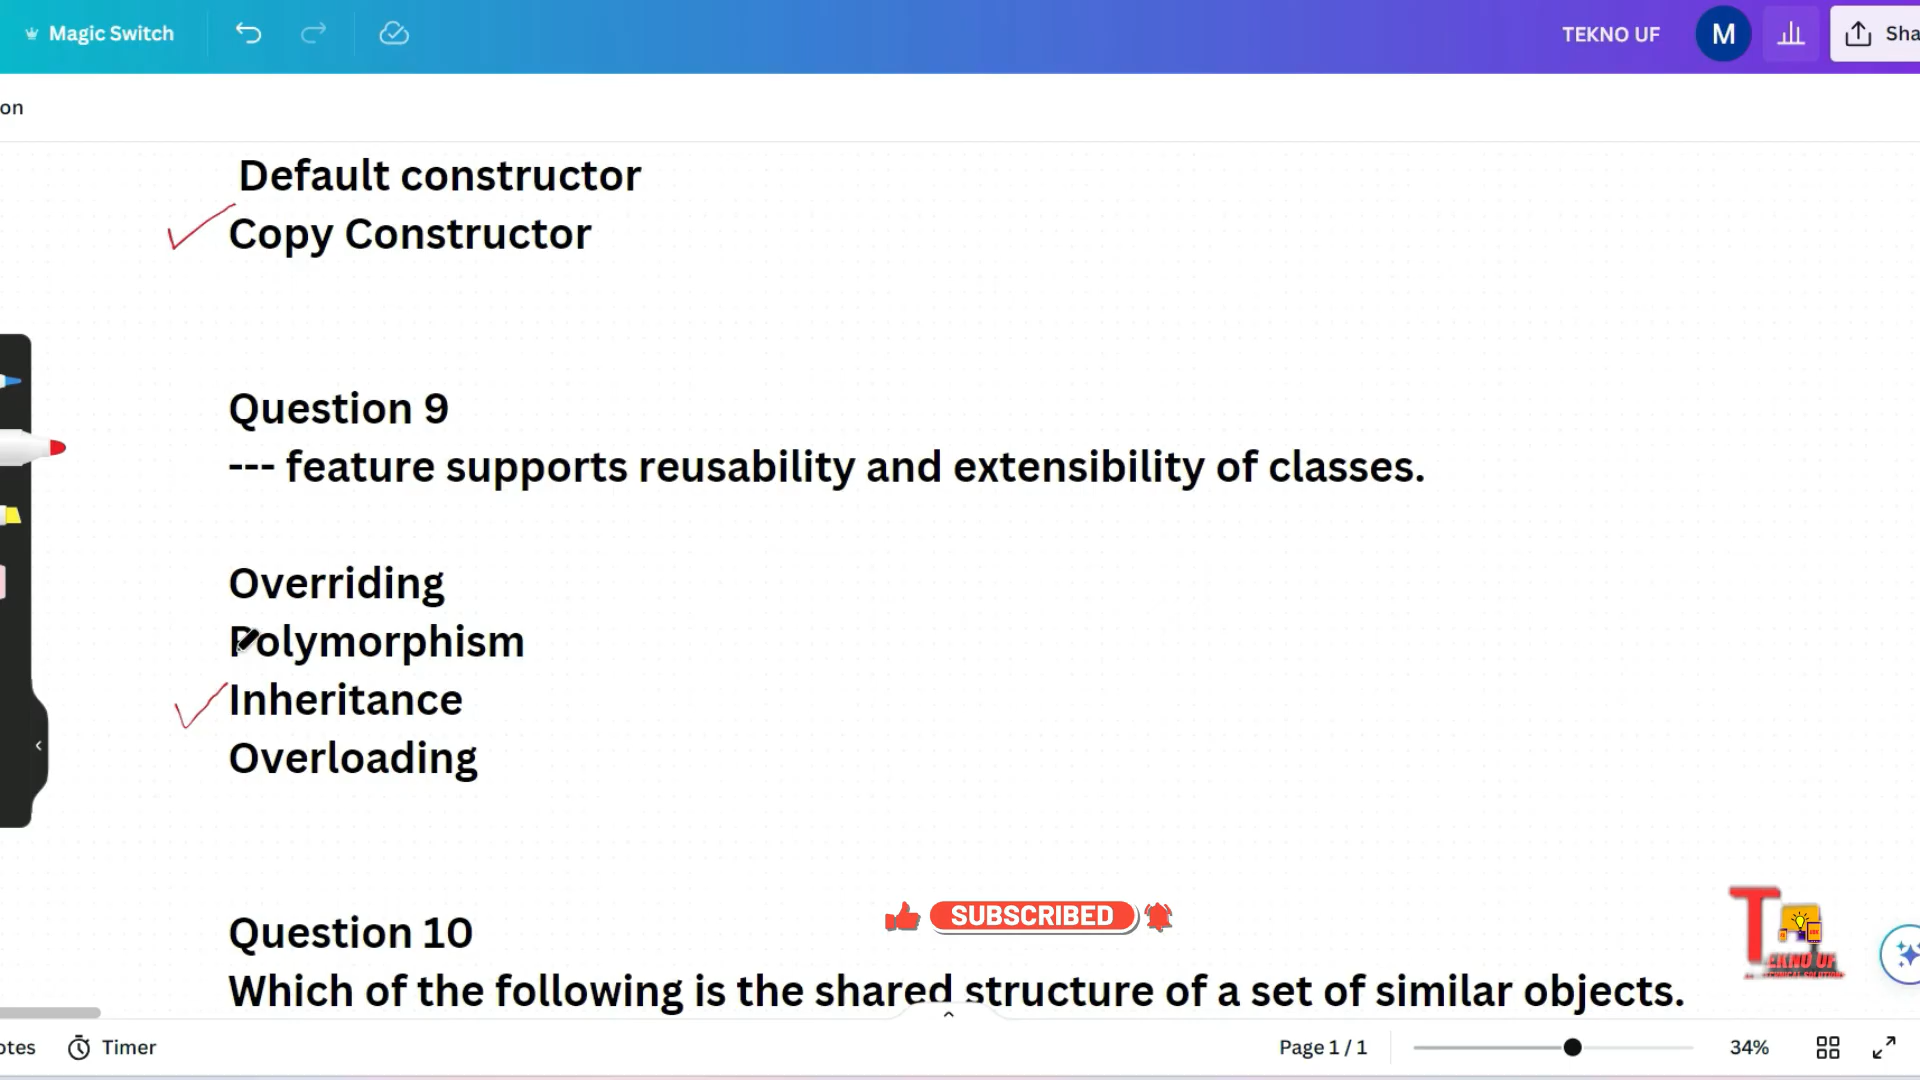 Magic Switch
TEKNO UF
M
Sha
on
Default constructor
Copy Constructor
Question 9
--- feature supports reusability and extensibility of classes.
Overriding
Polymorphism
Inheritance
Overloading
SUBSCRIBED
TEKNO UF
Question 10
Which of the following is the shared structure of a set of similar objects.
otes
Timer
Page 1 / 1
34%